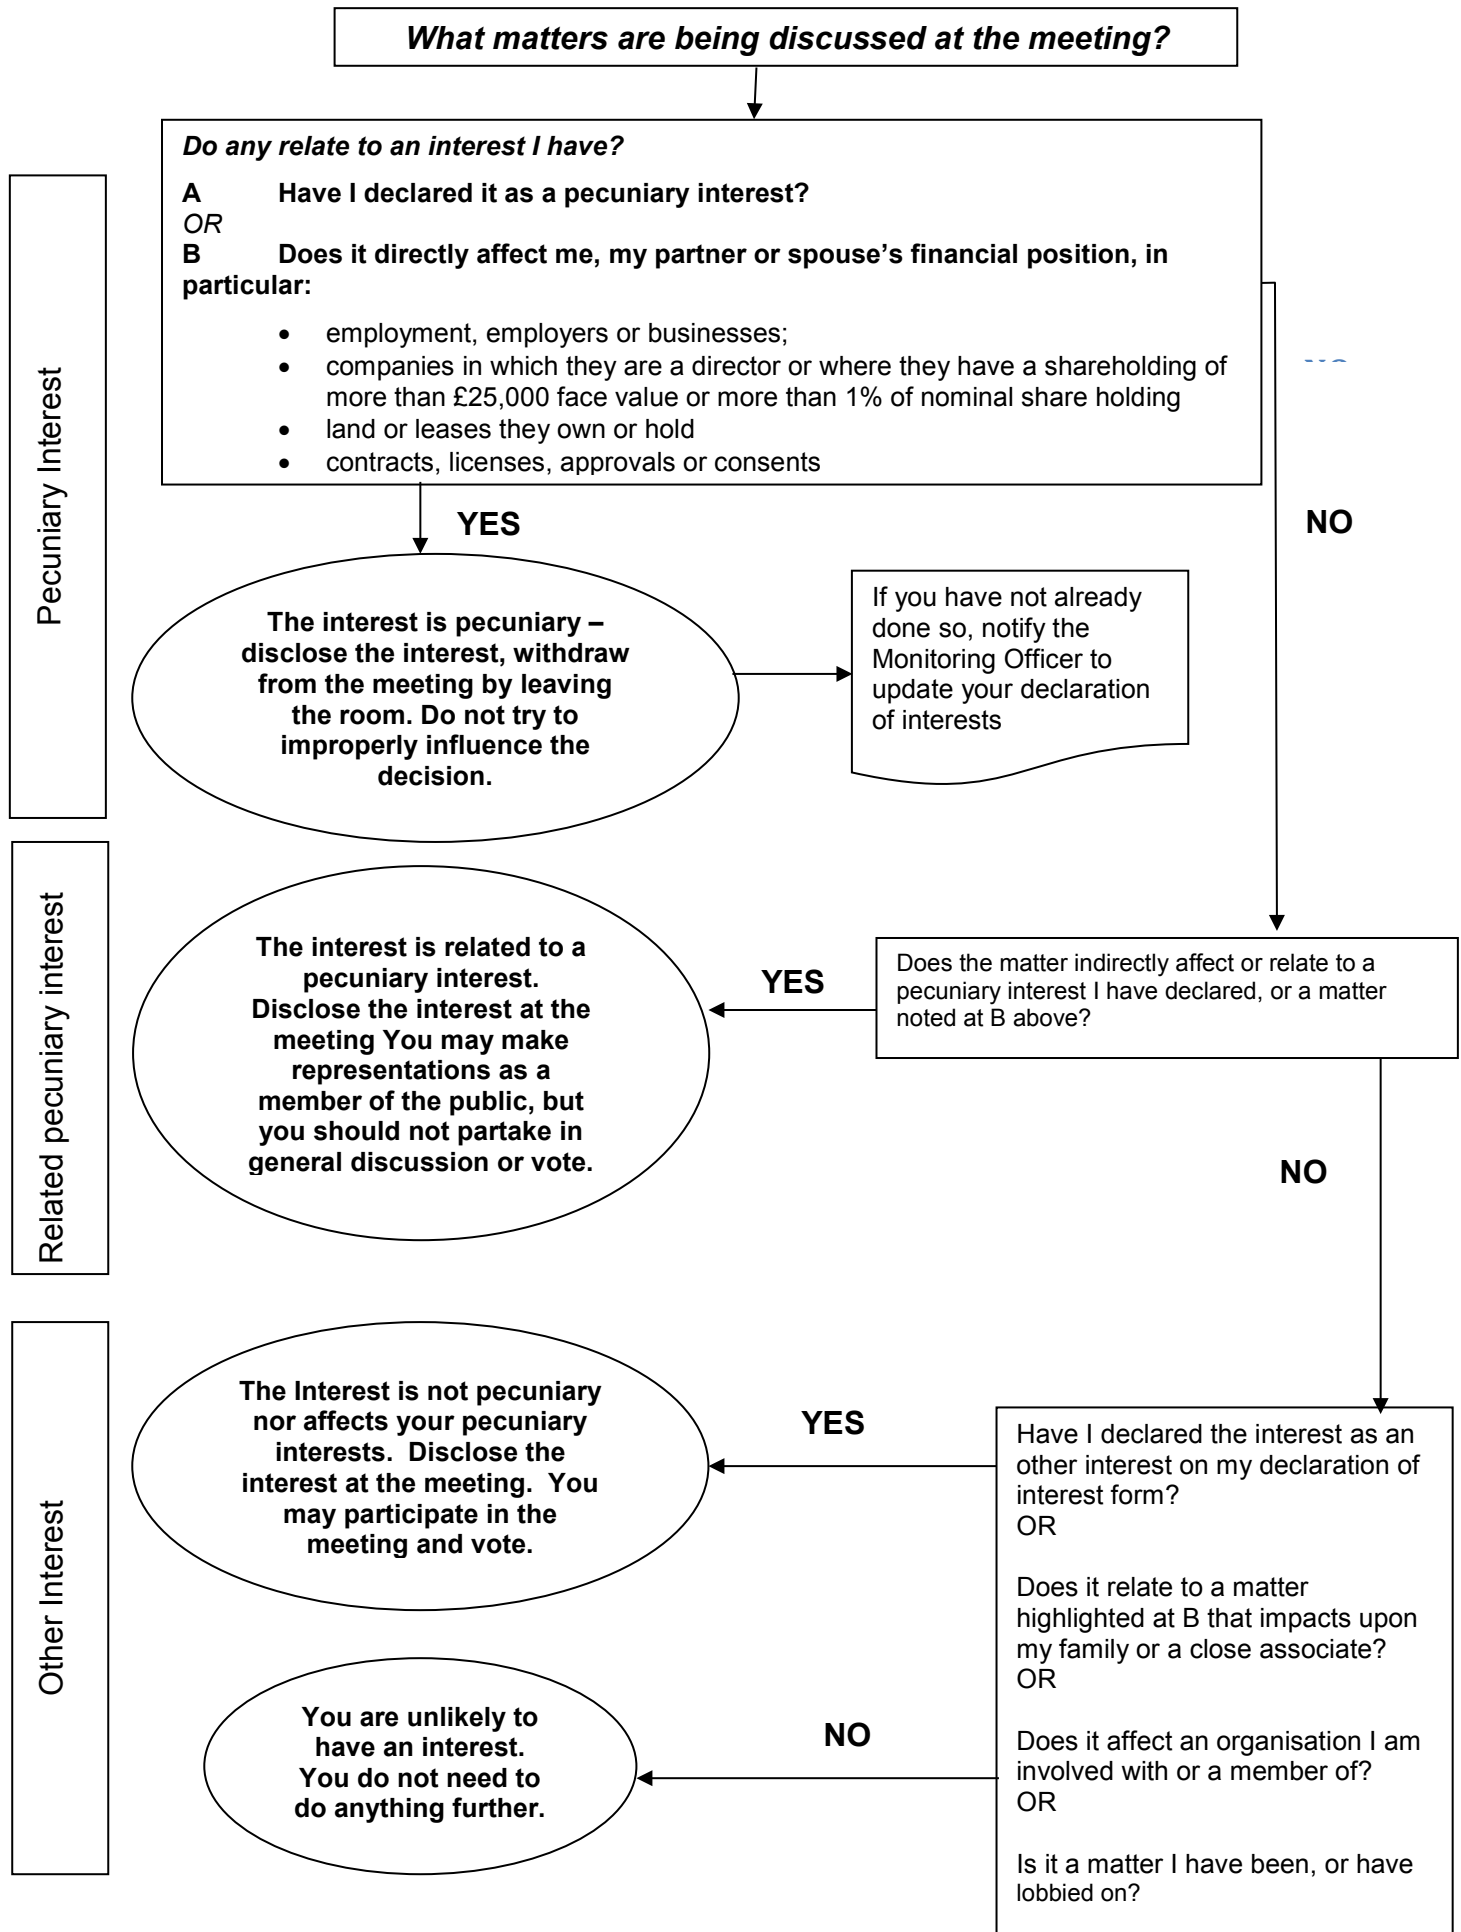 What matters are being discussed at the meeting?
Do any relate to an interest I have?
A Have I declared it as a pecuniary interest?
OR
B Does it directly affect me, my partner or spouse’s financial position, in
particular:
• employment, employers or businesses;
• companies in which they are a director or where they have a shareholding of
more than £25,000 face value or more than 1% of nominal share holding
• land or leases they own or hold
• contracts, licenses, approvals or consents
Pecuniary Interest
YES
NO
The interest is pecuniary –
disclose the interest, withdraw
from the meeting by leaving
the room. Do not try to
improperly influence the
decision.
If you have not already
done so, notify the
Monitoring Officer to
update your declaration
of interests
Related pecuniary interest
The interest is related to a
pecuniary interest.
Disclose the interest at the
meeting You may make
representations as a
member of the public, but
you should not partake in
general discussion or vote.
YES
Does the matter indirectly affect or relate to a
pecuniary interest I have declared, or a matter
noted at B above?
NO
Other Interest
The Interest is not pecuniary
nor affects your pecuniary
interests. Disclose the
interest at the meeting. You
may participate in the
meeting and vote.
YES
Have I declared the interest as an
other interest on my declaration of
interest form?
OR
Does it relate to a matter
highlighted at B that impacts upon
my family or a close associate?
OR
Does it affect an organisation I am
involved with or a member of?
OR
Is it a matter I have been, or have
lobbied on?
NO
You are unlikely to
have an interest.
You do not need to
do anything further.